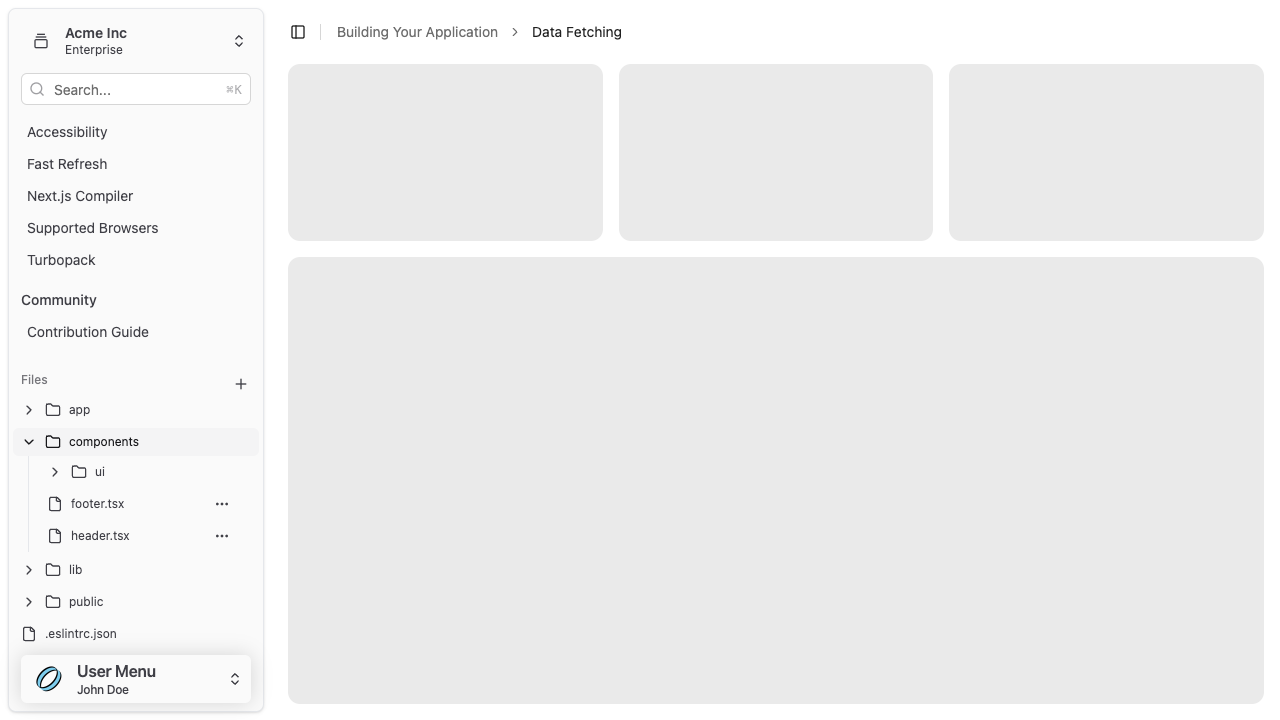 Acme Inc
Enterprise
Search...
⌘K
Accessibility
Fast Refresh
Next.js Compiler
Supported Browsers
Turbopack
Community
Contribution Guide
Files
app
components
ui
footer.tsx
header.tsx
lib
public
.eslintrc.json
User Menu
John Doe
Building Your Application
Data Fetching